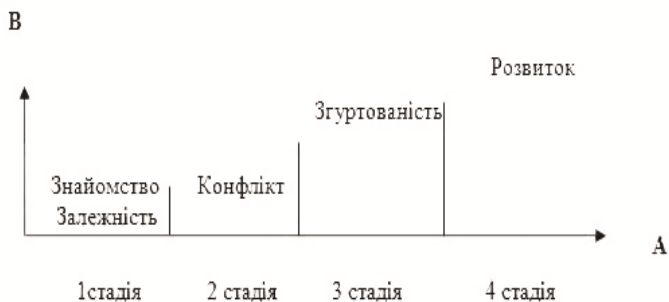 В
Розвиток
Згуртованість
Знайомство
Залежність
Конфлікт
А
1стадія
2 стадія
3 стадія
4 стадія